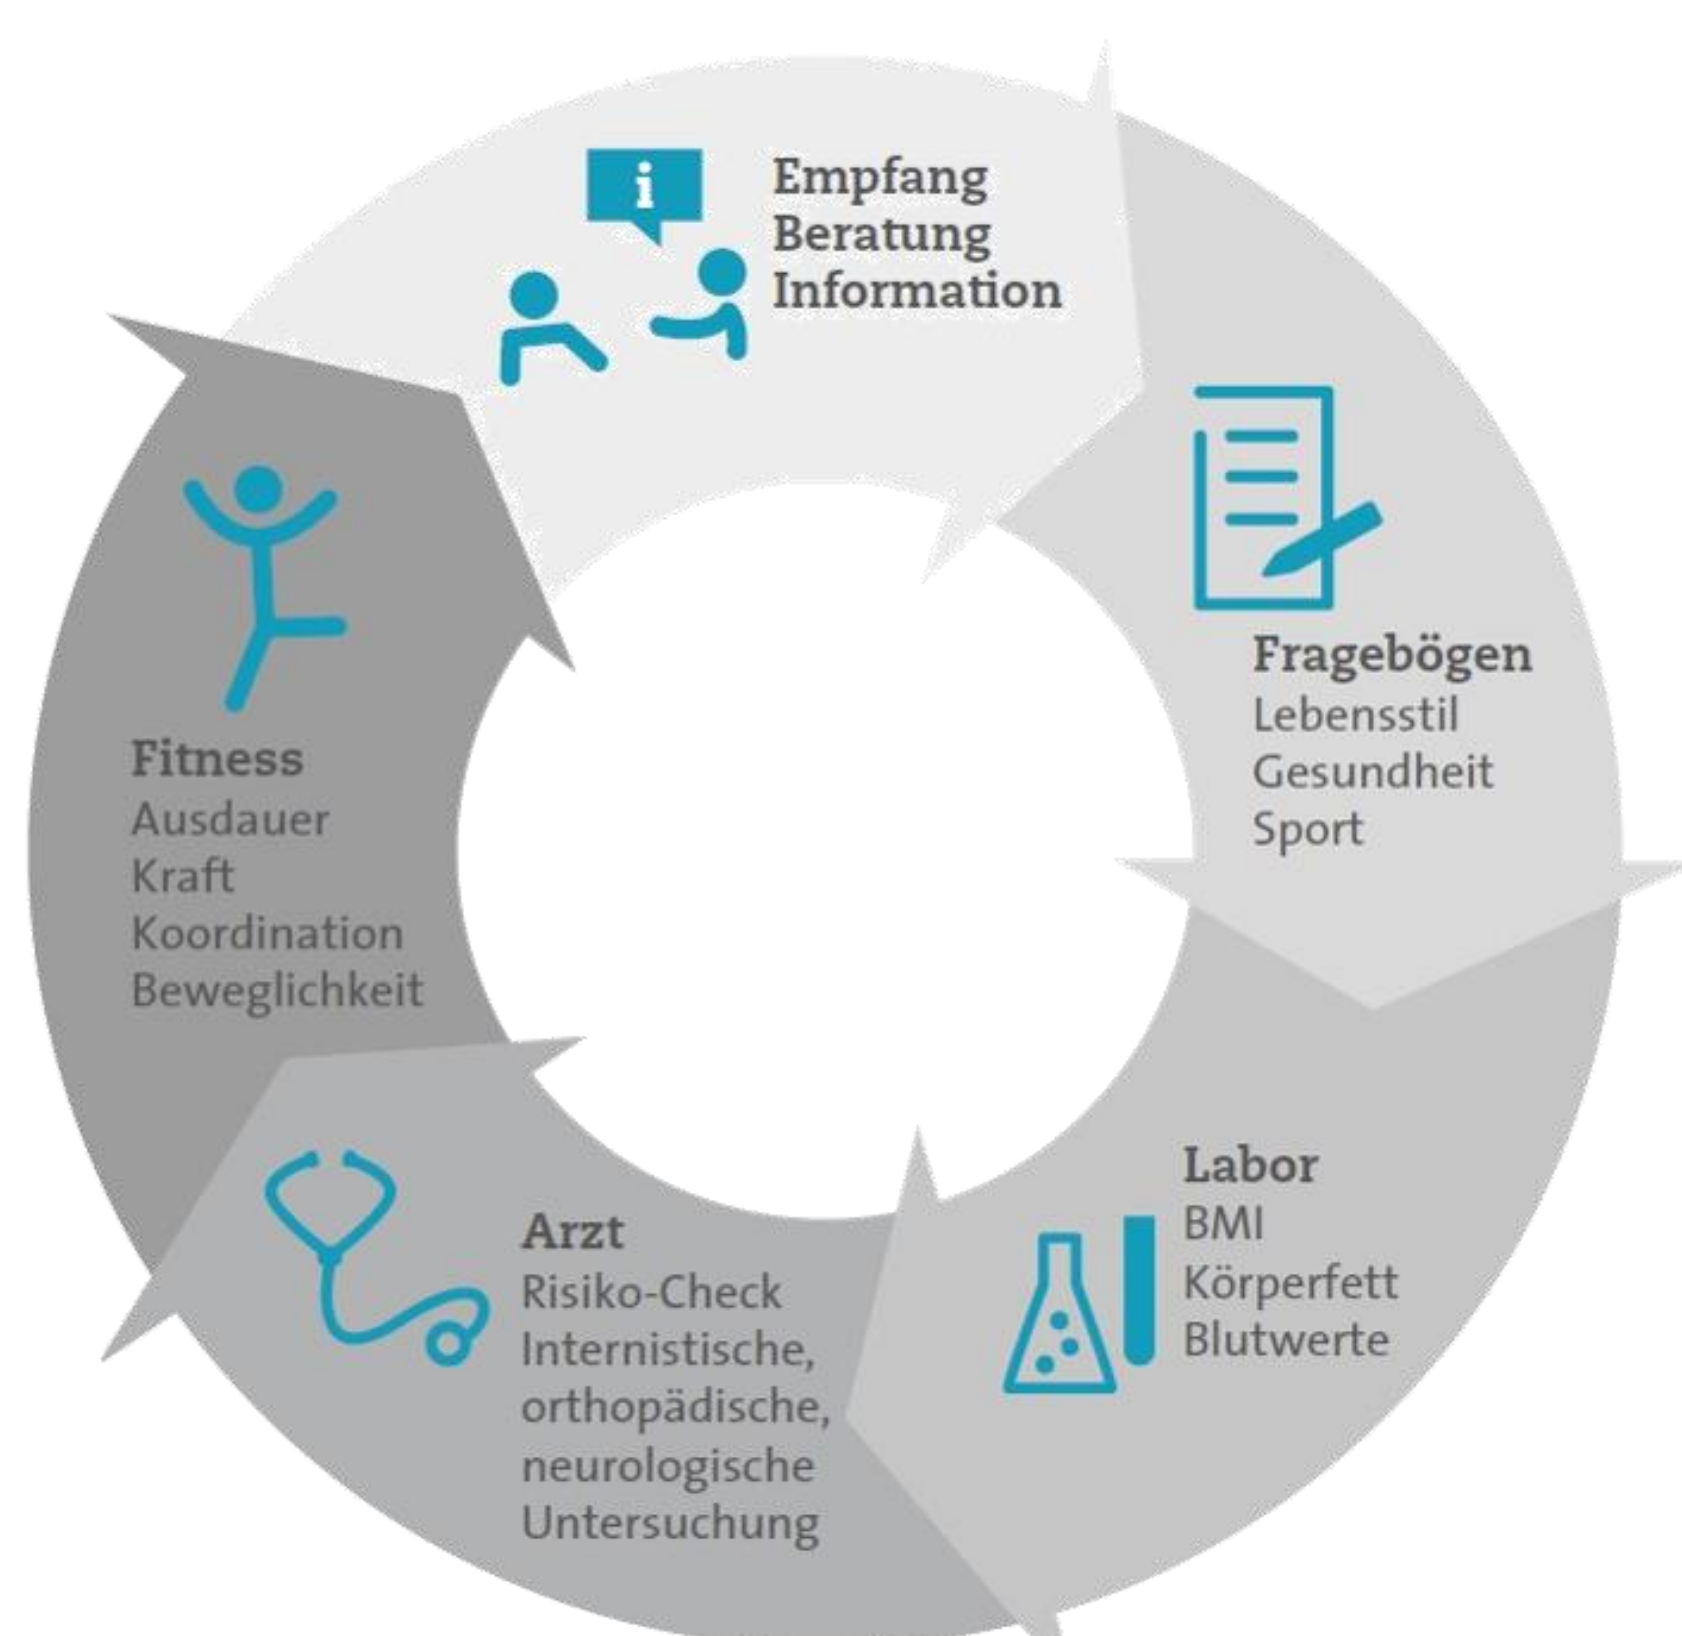 i
Empfang
Beratung
Information
Fragebögen
Lebensstil
Gesundheit
Sport
Labor
BMI
Körperfett
Blutwerte
Arzt
Risiko-Check
Internistische,
orthopädische,
neurologische
Untersuchung
Fitness
Ausdauer
Kraft
Koordination
Beweglichkeit